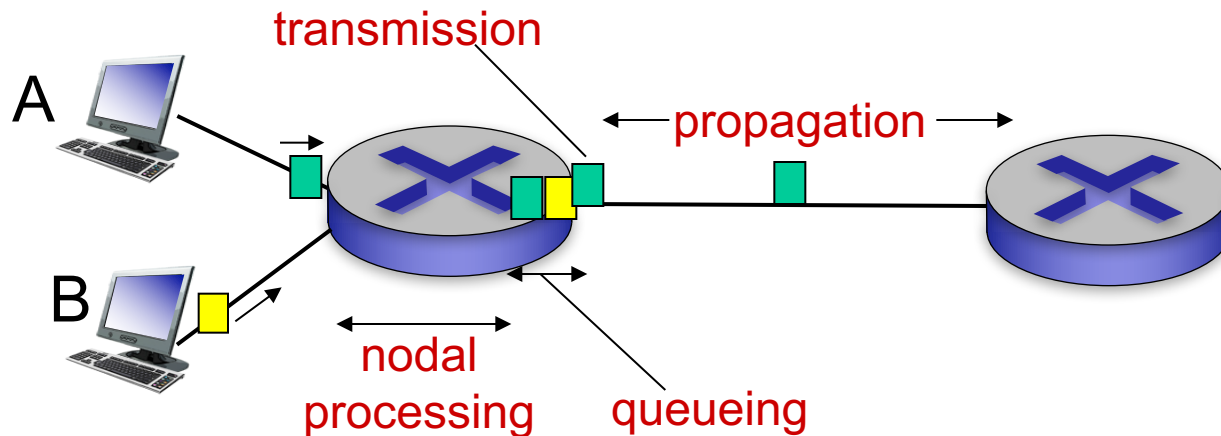 transmission
A
propagation
B
nodal
processing
queueing